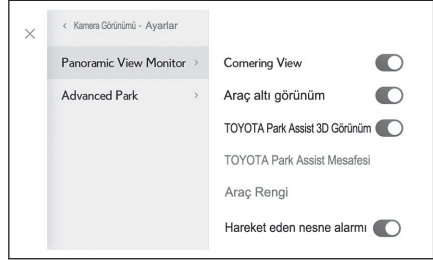 Kamera Görünümü - Ayarlar
Panoramic View Monitor
Advanced Park
Cornering View
Araç altı görünüm
TOYOTA Park Assist 3D Görünüm
TOYOTA Park Assist Mesafesi
Araç Rengi
Hareket eden nesne alarmı